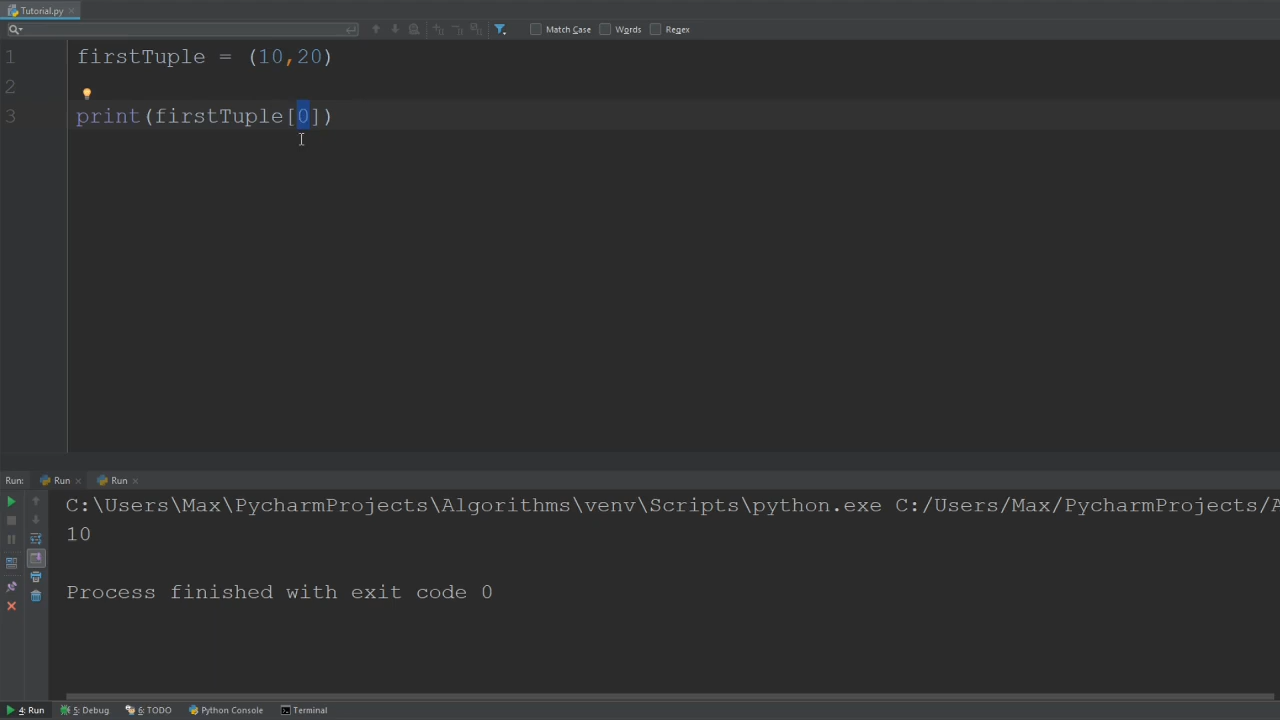 Tutorial.py
Match Case Words Regex
1 firstTuple = (10,20)
2
3 print(firstTuple[0])
Run: Run Run
C:\Users\Max\PycharmProjects\Algorithms\venv\Scripts\python.exe C:/Users/Max/PycharmProjects/A
10
Process finished with exit code 0
4: Run 5: Debug 6: TODO Python Console Terminal